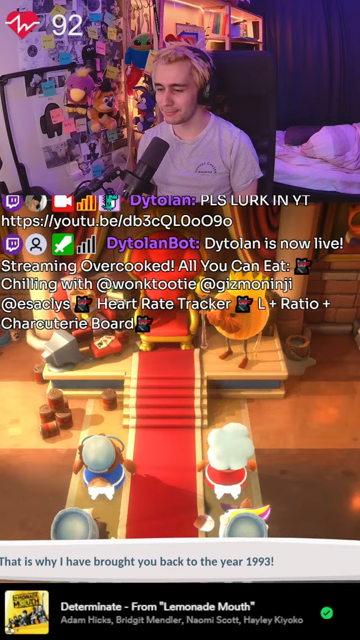 92
Dytolan: PLS LURK IN YT
https://youtu.be/db3cQL0oO9o
DytolanBot: Dytolan is now live!
Streaming Overcooked! All You Can Eat:
Chilling with @wonktootie @gizmoninji
@esaclys Heart Rate Tracker L + Ratio +
Charcuterie Board
That is why I have brought you back to the year 1993!
Determinate - From "Lemonade Mouth"
Adam Hicks, Bridgit Mendler, Naomi Scott, Hayley Kiyoko